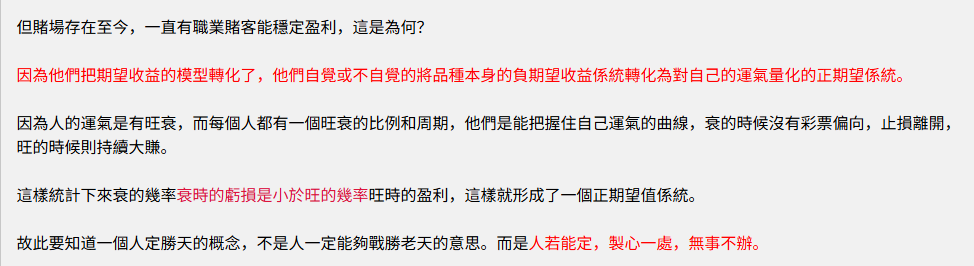 但賭場存在至今，一直有職業賭客能穩定盈利，這是為何？
因為他們把期望收益的模型轉化了，他們自覺或不自覺的將品種本身的負期望收益係統轉化為對自己的運氣量化的正期望係統。
因為人的運氣是有旺衰，而每個人都有一個旺衰的比例和周期，他們是能把握住自己運氣的曲線，衰的時候沒有彩票偏向，止損離開，
旺的時候則持續大賺。
這樣統計下來衰的幾率衰時的虧損是小於旺的幾率旺時的盈利，這樣就形成了一個正期望值係統。
故此要知道一個人定勝天的概念，不是人一定能夠戰勝老天的意思。而是人若能定，製心一處，無事不辦。